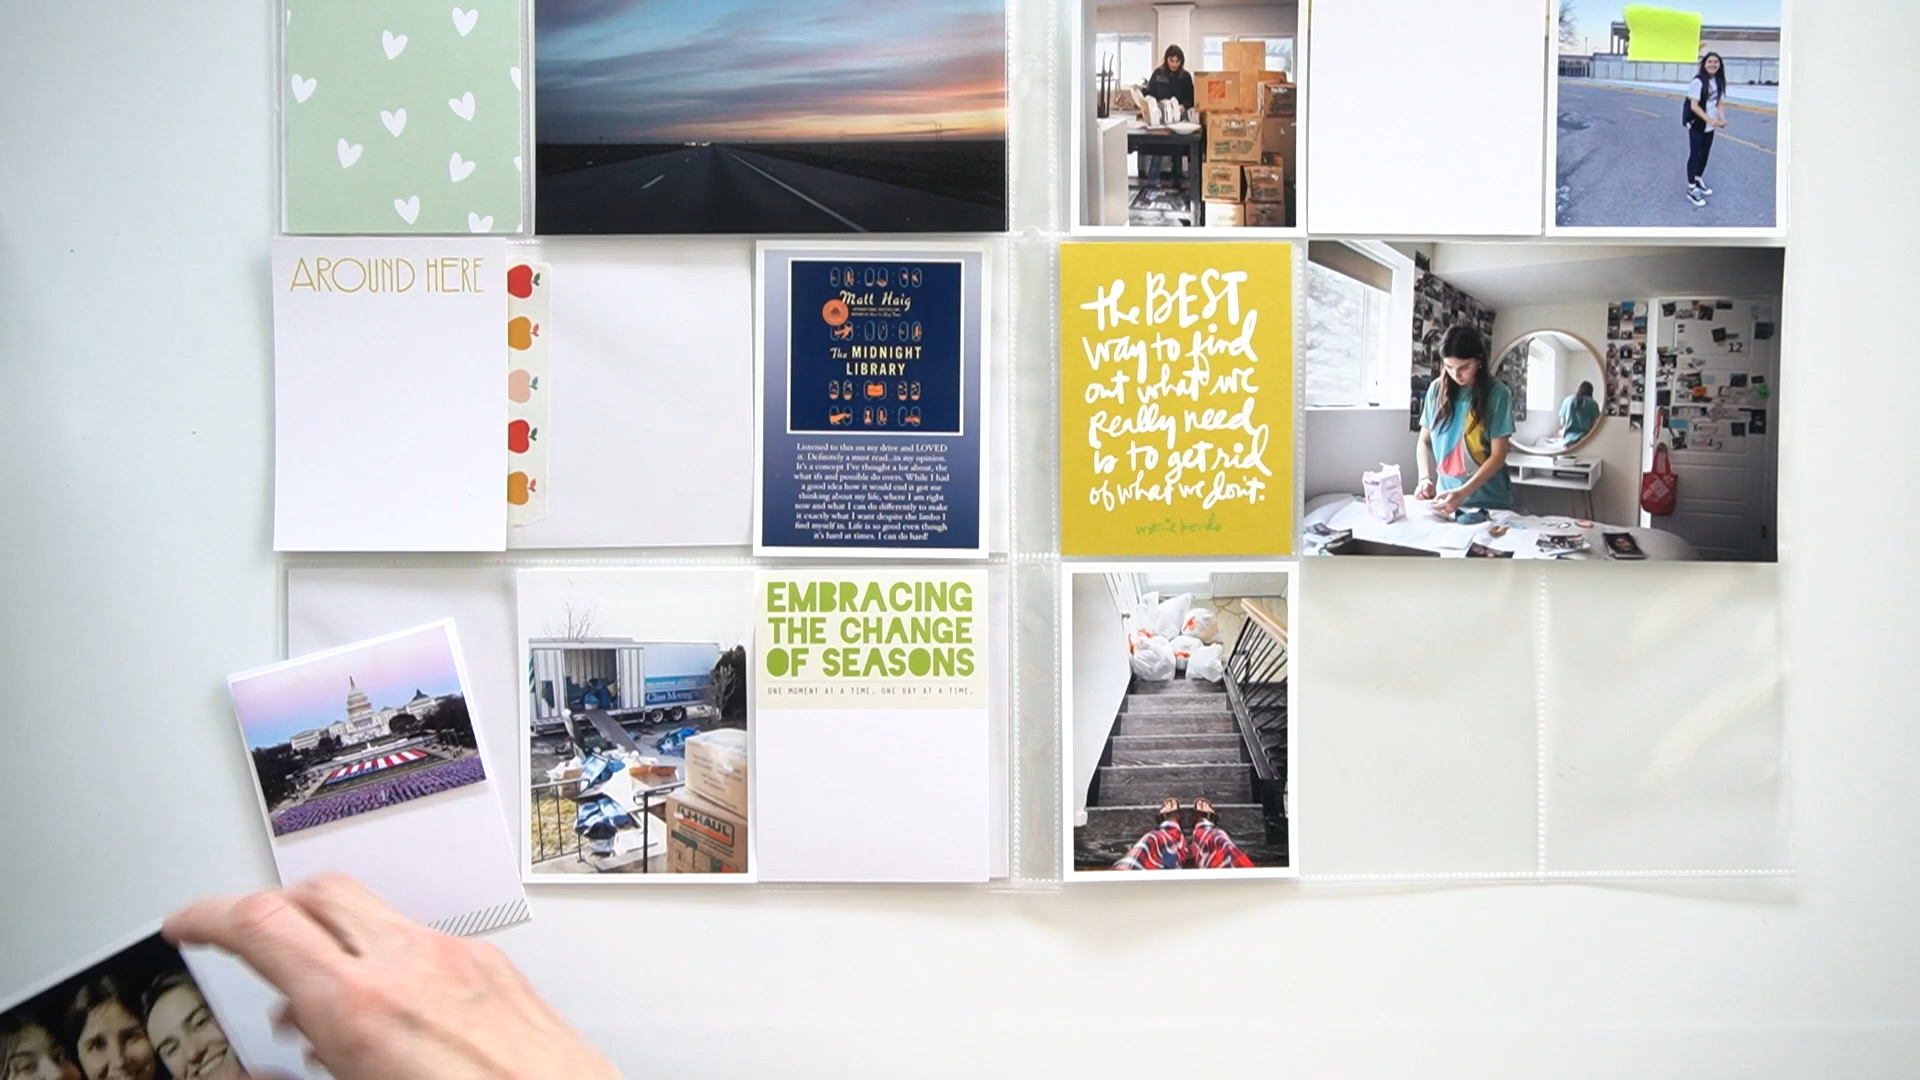 AROUND HERE
Matt Haig
The MIDNIGHT
LIBRARY
Listened to this on my drive and LOVED
it. Definitely a must read...in my opinion.
It's a concept I've thought a lot about, the
what ifs and possible do overs. While I had
a good idea how it would end it got me
thinking about my life, where I am right
now and what I can do differently to make
it exactly what I want despite the limbo I
find myself in. Life is so good even though
it's hard at times. I can do hard!
the BEST
way to find
out what we
Really need
is to get rid
of what we don't.
marie kondo
12
EMBRACING
THE CHANGE
OF SEASONS
ONE MOMENT AT A TIME. ONE DAY AT A TIME.
Class Moving
U-HAUL